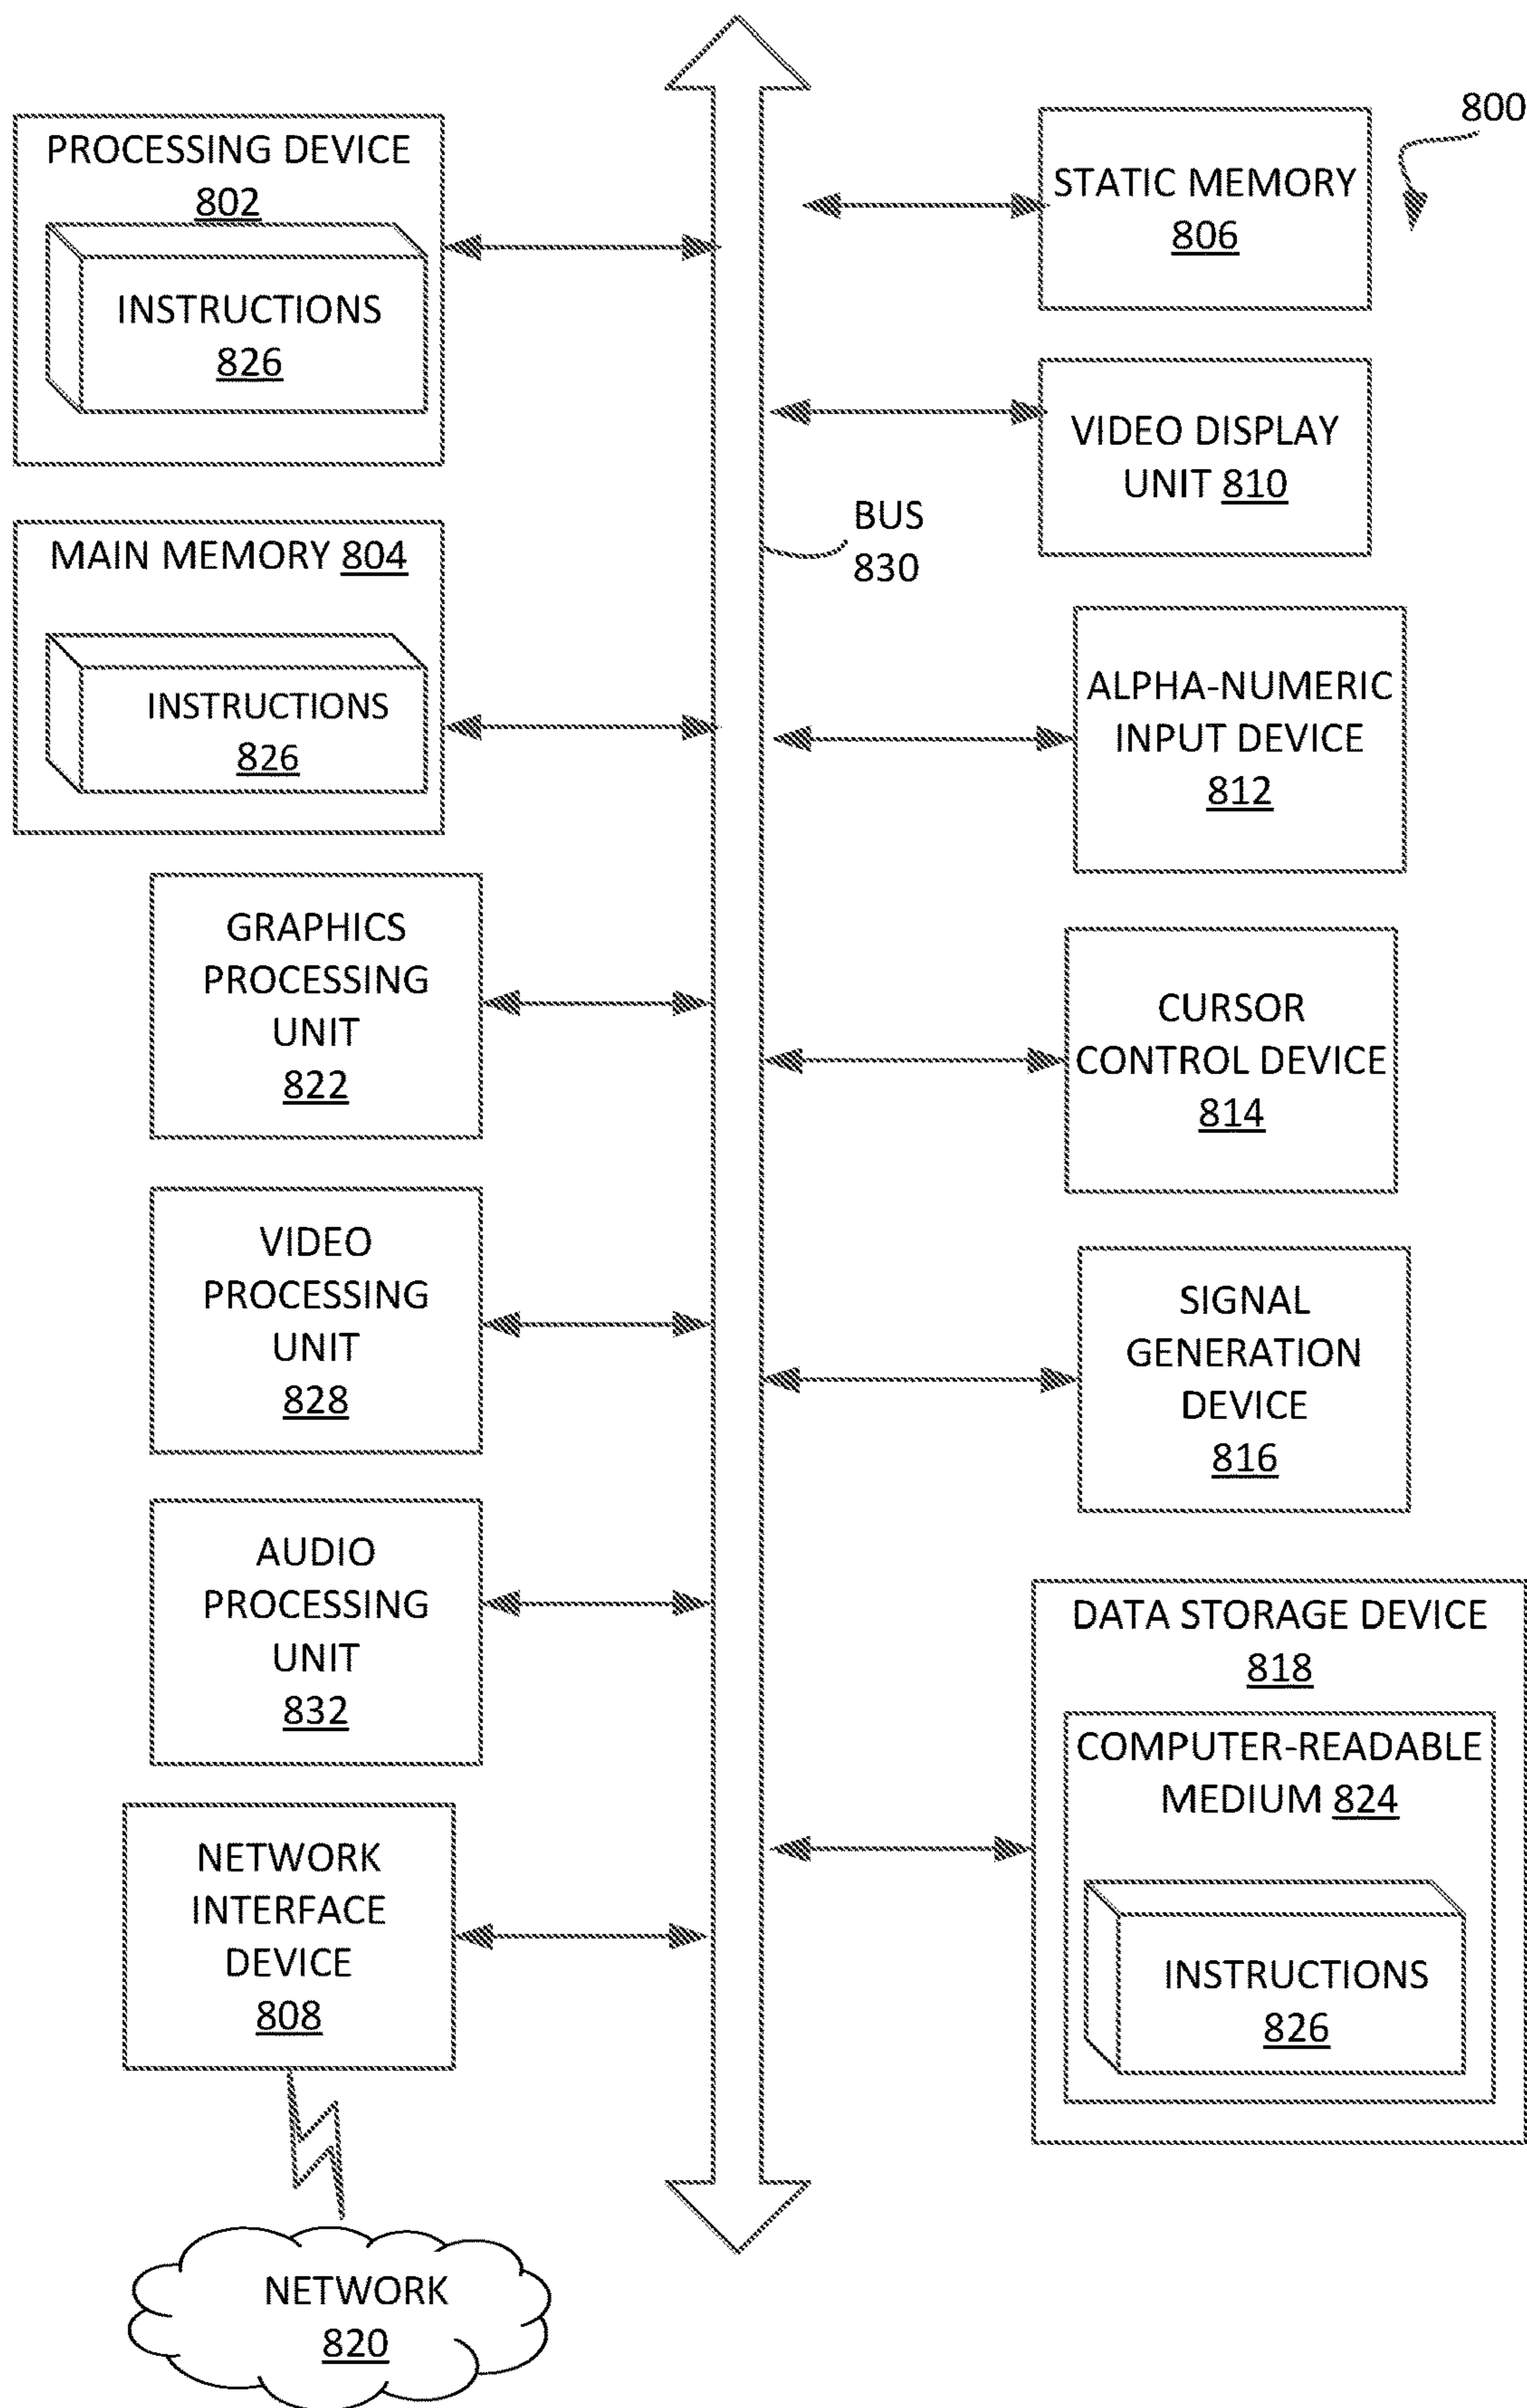 800
PROCESSING DEVICE
802
INSTRUCTIONS
826
MAIN MEMORY 804
INSTRUCTIONS
826
GRAPHICS
PROCESSING
UNIT
822
VIDEO
PROCESSING
UNIT
828
AUDIO
PROCESSING
UNIT
832
NETWORK
INTERFACE
DEVICE
808
NETWORK
820
BUS
830
STATIC MEMORY
806
VIDEO DISPLAY
UNIT 810
ALPHA-NUMERIC
INPUT DEVICE
812
CURSOR
CONTROL DEVICE
814
SIGNAL
GENERATION
DEVICE
816
DATA STORAGE DEVICE
818
COMPUTER-READABLE
MEDIUM 824
INSTRUCTIONS
826